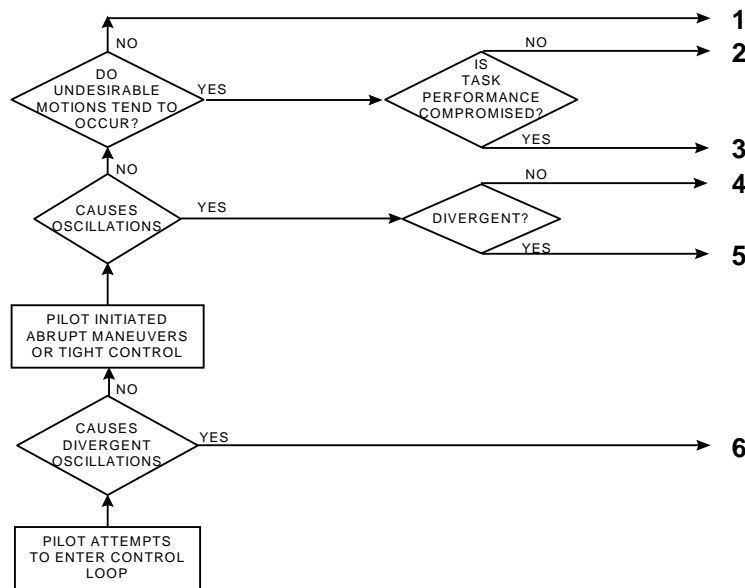 1
NO
NO
2
DO
UNDESIRABLE
MOTIONS TEND TO
OCCUR?
YES
IS
TASK
PERFORMANCE
COMPROMISED?
YES
3
NO
NO
4
CAUSES
OSCILLATIONS
YES
DIVERGENT?
YES
5
PILOT INITIATED
ABRUPT MANEUVERS
OR TIGHT CONTROL
NO
CAUSES
DIVERGENT
OSCILLATIONS
YES
6
PILOT ATTEMPTS
TO ENTER CONTROL
LOOP